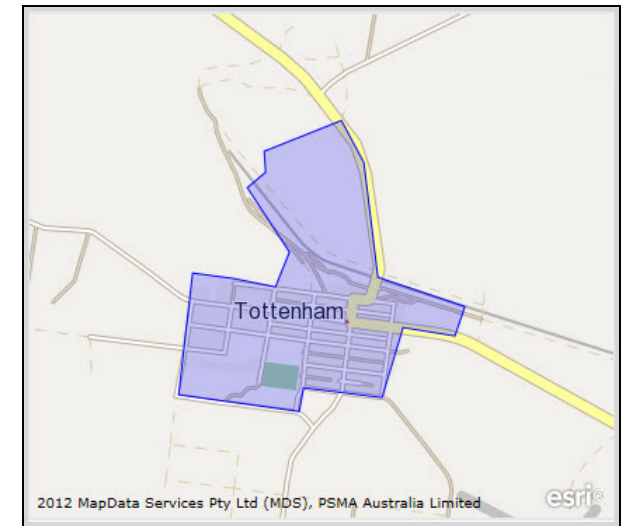 Tottenham
2012 MapData Services Pty Ltd (MDS), PSMA Australia Limited
esri